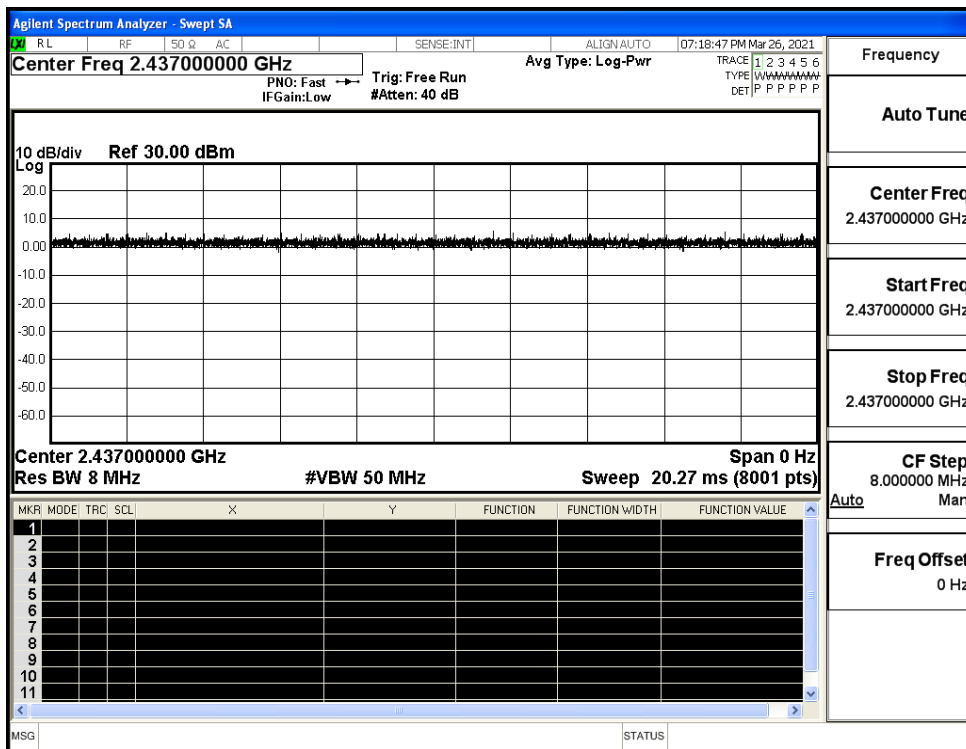 Agilent Spectrum Analyzer - Swept SA
LXI RL RF 50 Ω AC SENSE:INT ALIGN AUTO 07:18:47 PM Mar 26, 2021
Center Freq 2.437000000 GHz
PNO: Fast
IFGain:Low
Trig: Free Run
#Atten: 40 dB
Avg Type: Log-Pwr
TRACE 1 2 3 4 5 6
TYPE WWWWWW
DET P P P P P P
10 dB/div Ref 30.00 dBm
Log
20.0
10.0
0.00
-10.0
-20.0
-30.0
-40.0
-50.0
-60.0
Center 2.437000000 GHz Span 0 Hz
Res BW 8 MHz #VBW 50 MHz Sweep 20.27 ms (8001 pts)
MKR MODE TRC SCL X Y FUNCTION FUNCTION WIDTH FUNCTION VALUE
1
2
3
4
5
6
7
8
9
10
11
MSG STATUS
Frequency
Auto Tune
Center Freq
2.437000000 GHz
Start Freq
2.437000000 GHz
Stop Freq
2.437000000 GHz
CF Step
8.000000 MHz
Auto Man
Freq Offset
0 Hz